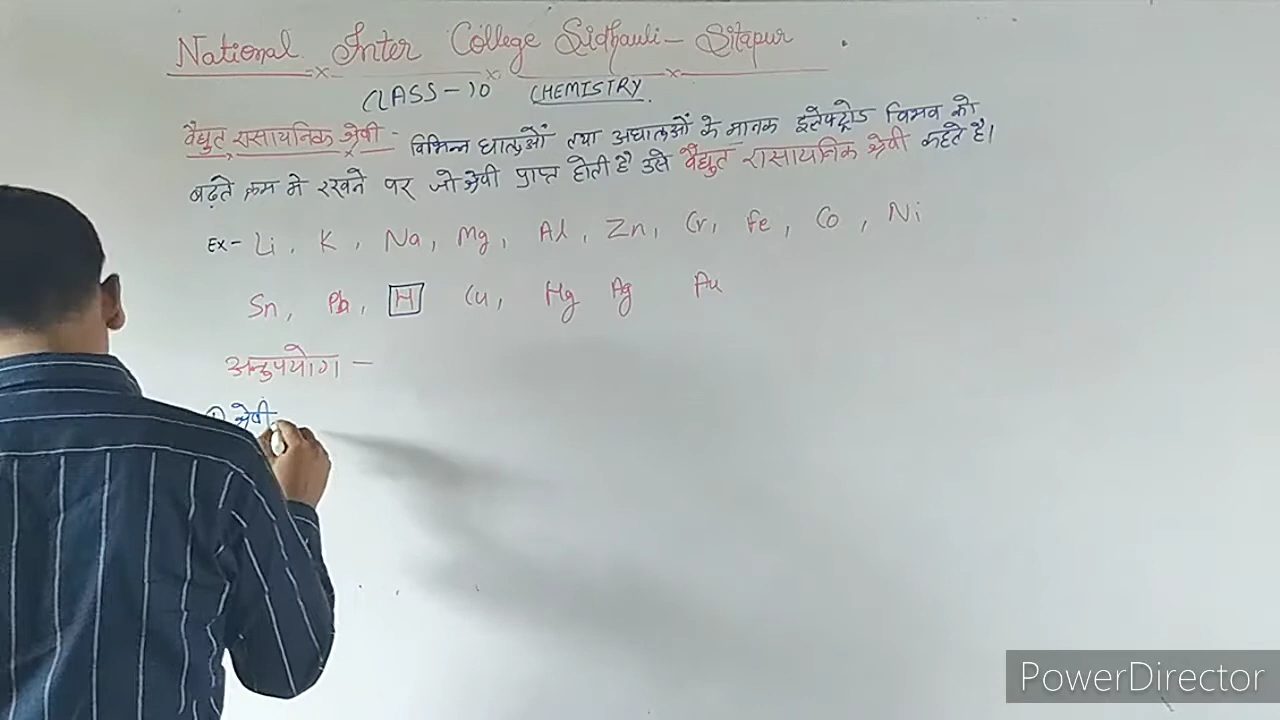 National Inter College Sidhauli - Sitapur .
CLASS - 10 CHEMISTRY.
वैद्युत रासायनिक श्रेणी - विभिन्न धातुओं तथा अधातुओं के मानक इलेक्ट्रोड विभव को
बढ़ते क्रम मे रखने पर जो श्रेणी प्राप्त होती है उसे वैद्युत रासायनिक श्रेणी कहते है।
Ex - Li, K, Na, Mg, Al, Zn, Cr, Fe, Co, Ni
Sn, Pb, H Cu, Hg Ag Au
अनुप्रयोग -
① श्रेणी
PowerDirector